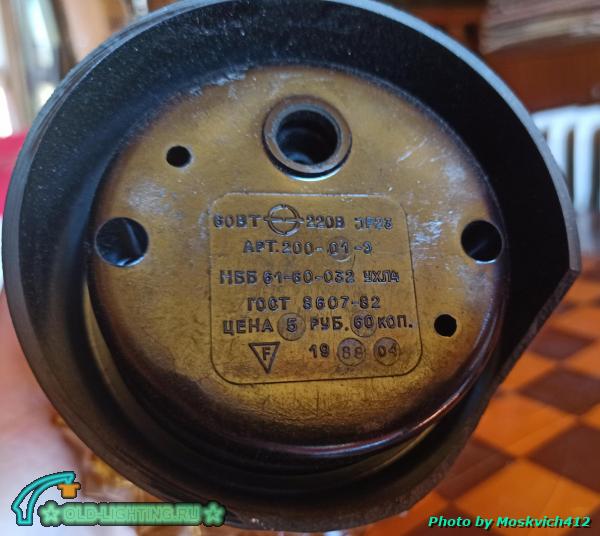 60ВТ 220В IP23
АРТ. 200-01-Э
НББ 61-60-032 УХЛ4
ГОСТ 8607-82
ЦЕНА 5 РУБ. 60 КОП.
F 19 88 04
OLD-LIGHTING.RU
Photo by Moskvich412